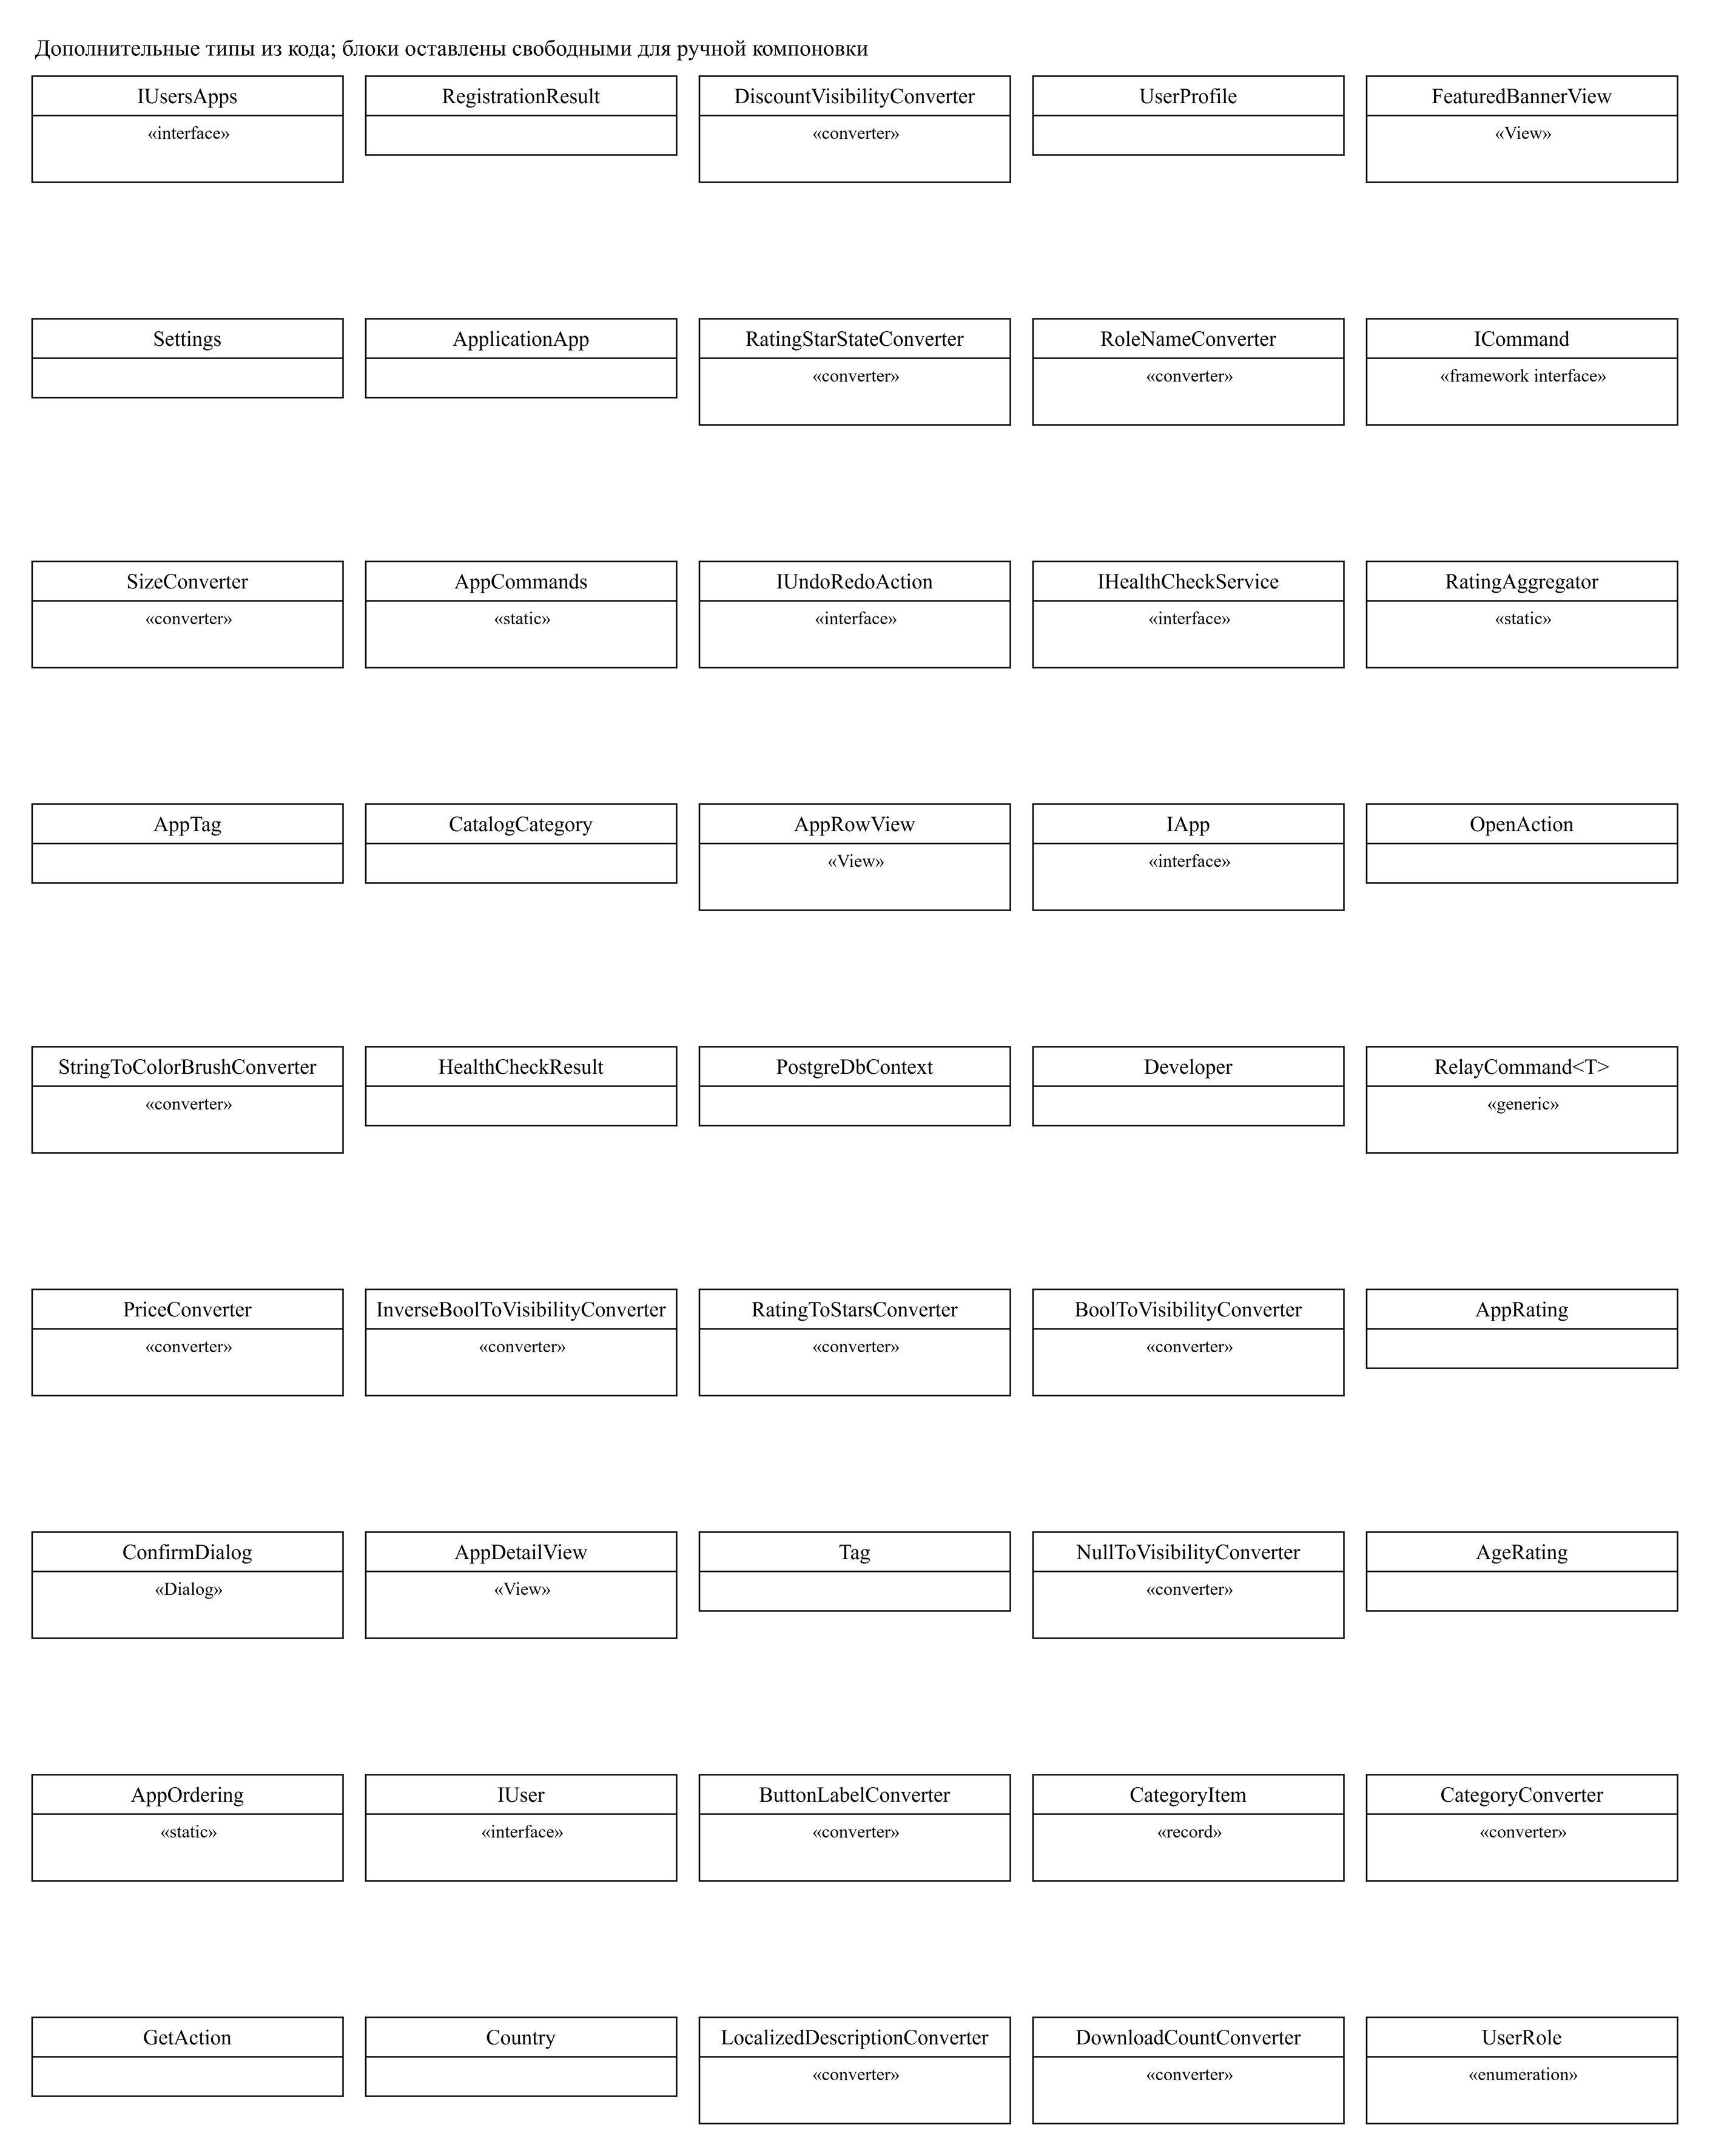 Дополнительные типы из кода; блоки оставлены свободными для ручной компоновки
IUsersApps
«interface»
RegistrationResult
DiscountVisibilityConverter
«converter»
UserProfile
FeaturedBannerView
«View»
Settings
ApplicationApp
RatingStarStateConverter
«converter»
RoleNameConverter
«converter»
ICommand
«framework interface»
SizeConverter
«converter»
AppCommands
«static»
IUndoRedoAction
«interface»
IHealthCheckService
«interface»
RatingAggregator
«static»
AppTag
CatalogCategory
AppRowView
«View»
IApp
«interface»
OpenAction
StringToColorBrushConverter
«converter»
HealthCheckResult
PostgreDbContext
Developer
RelayCommand<T>
«generic»
PriceConverter
«converter»
InverseBoolToVisibilityConverter
«converter»
RatingToStarsConverter
«converter»
BoolToVisibilityConverter
«converter»
AppRating
ConfirmDialog
«Dialog»
AppDetailView
«View»
Tag
NullToVisibilityConverter
«converter»
AgeRating
AppOrdering
«static»
IUser
«interface»
ButtonLabelConverter
«converter»
CategoryItem
«record»
CategoryConverter
«converter»
GetAction
Country
LocalizedDescriptionConverter
«converter»
DownloadCountConverter
«converter»
UserRole
«enumeration»